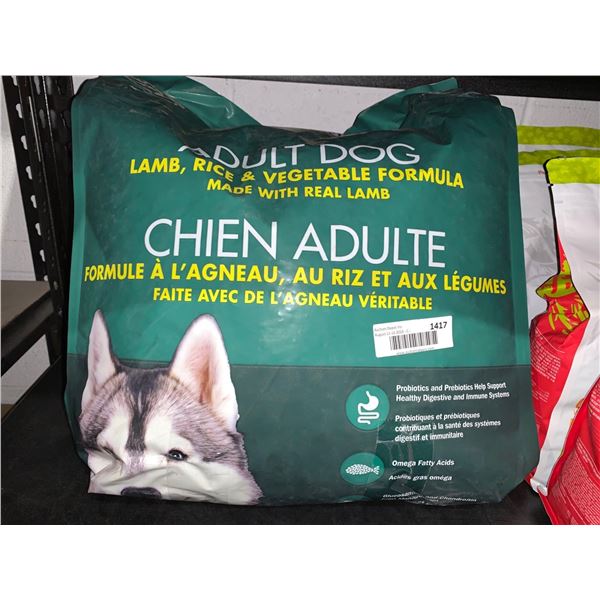 ADULT DOG
LAMB, RICE & VEGETABLE FORMULA
MADE WITH REAL LAMB
CHIEN ADULTE
FORMULE À L'AGNEAU, AU RIZ ET AUX LÉGUMES
FAITE AVEC DE L'AGNEAU VÉRITABLE
1417
Probiotics and Prebiotics Help Support
Healthy Digestive and Immune Systems
Probiotiques et prébiotiques
contribuant à la santé des systèmes
digestif et immunitaire
Omega Fatty Acids
Acides gras oméga